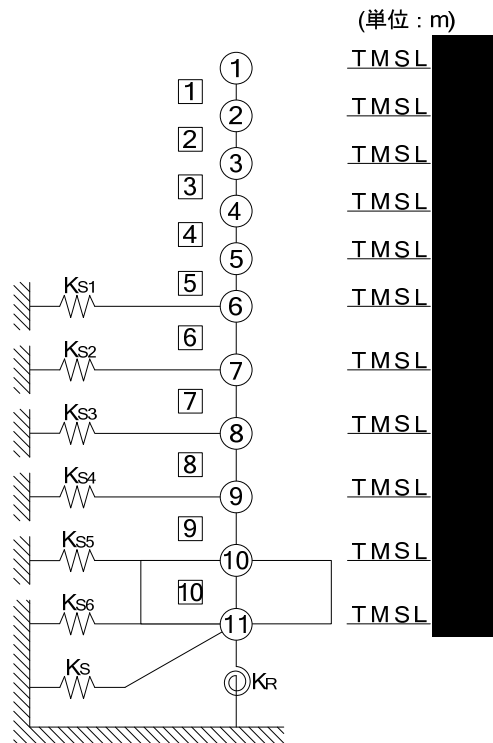 (単位：m)
① TMSL
1
② TMSL
2
③ TMSL
3
④ TMSL
4
⑤ TMSL
5
KS1 ⑥ TMSL
6
KS2 ⑦ TMSL
7
KS3 ⑧ TMSL
8
KS4 ⑨ TMSL
9
KS5 ⑩ TMSL
10
KS6 ⑪ TMSL
KS KR